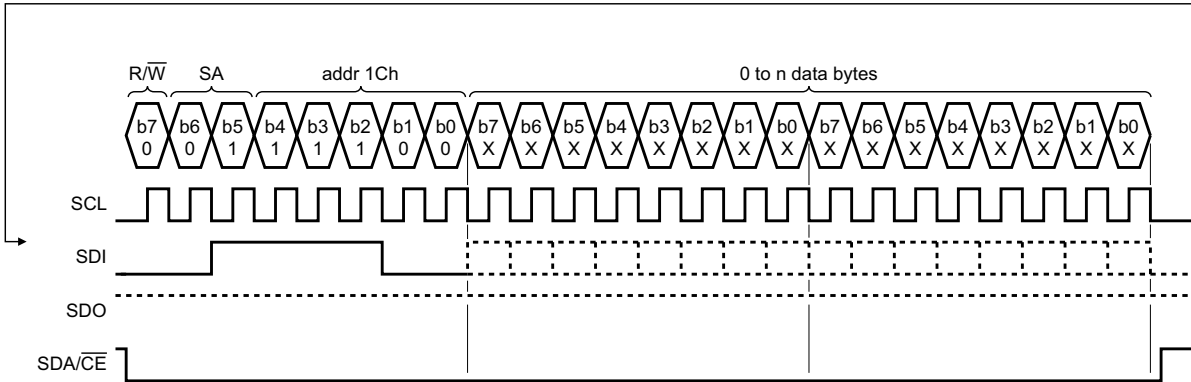 R/W SA addr 1Ch 0 to n data bytes
b7 b6 b5 b4 b3 b2 b1 b0 b7 b6 b5 b4 b3 b2 b1 b0 b7 b6 b5 b4 b3 b2 b1 b0
0 0 1 1 1 1 0 0 X X X X X X X X X X X X X X X X
SCL
SDI
SDO
SDA/CE